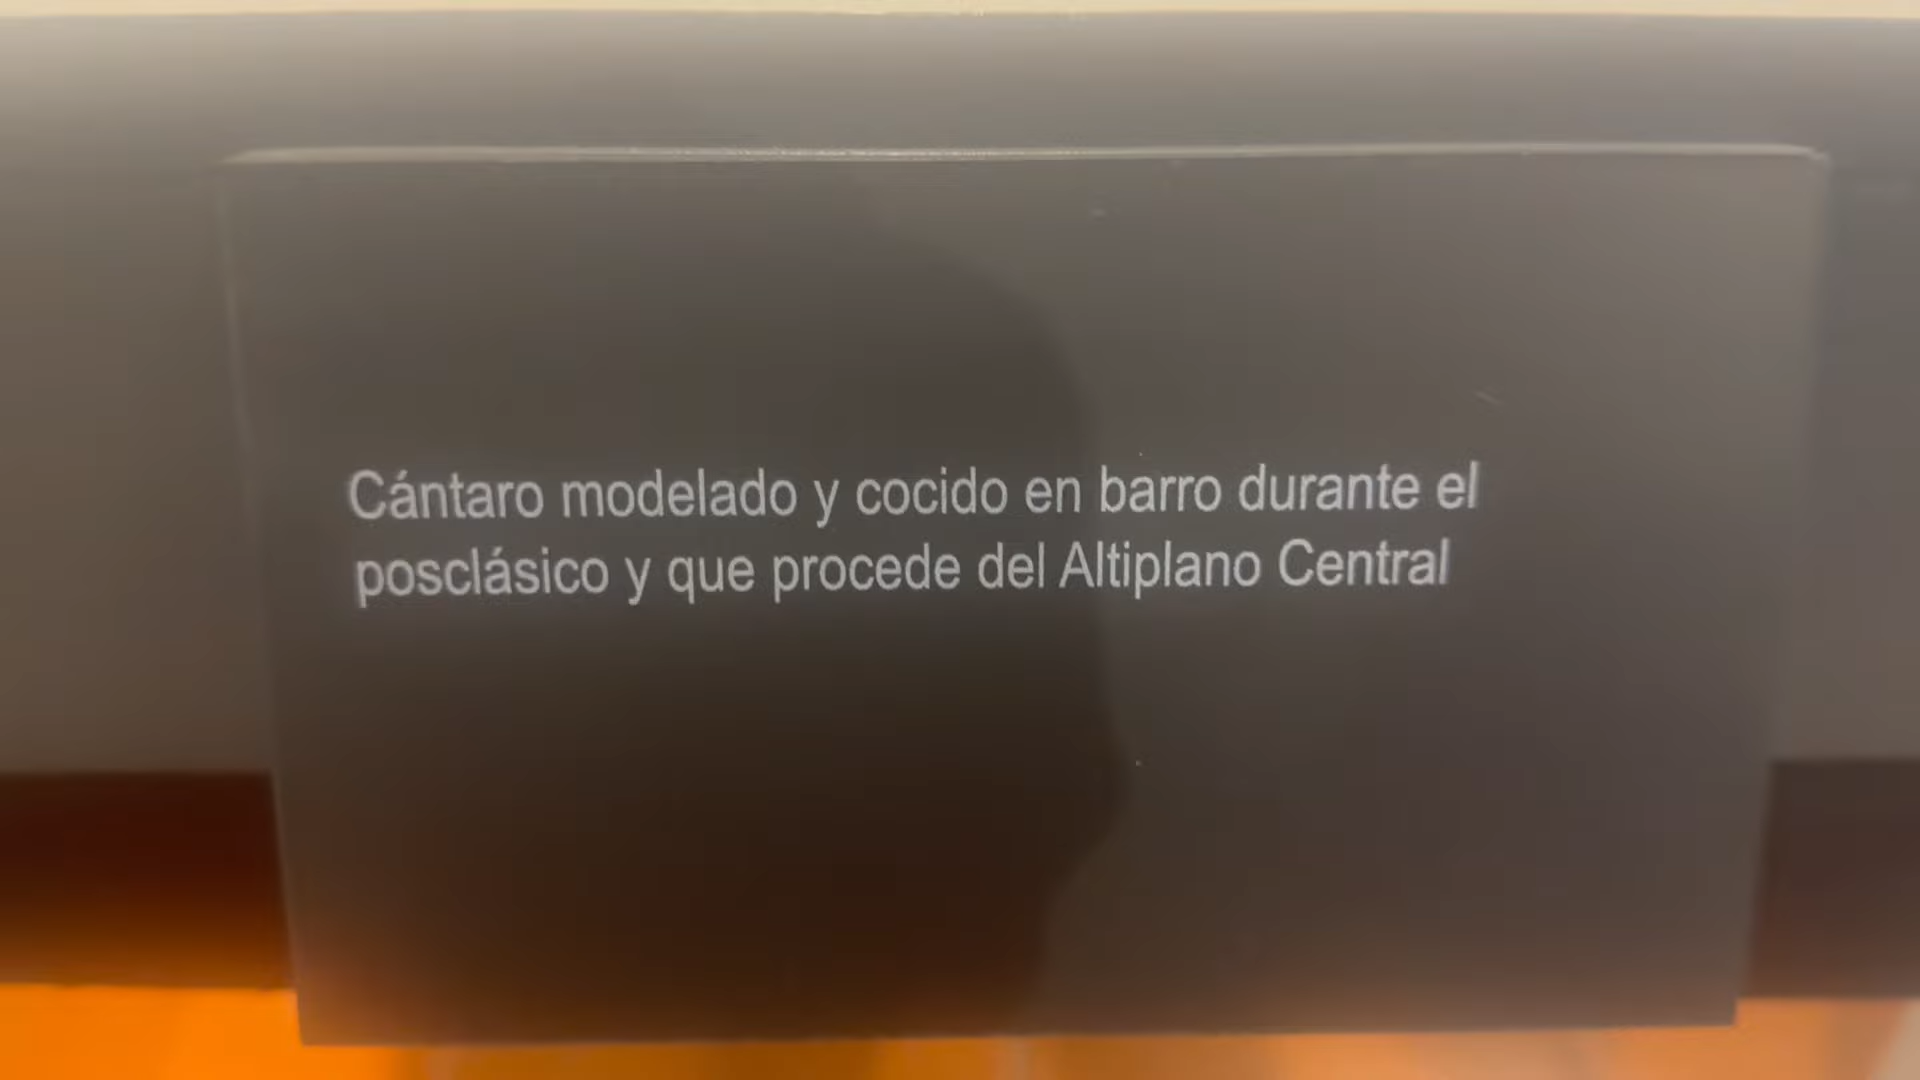 Cántaro modelado y cocido en barro durante el
posclásico y que procede del Altiplano Central